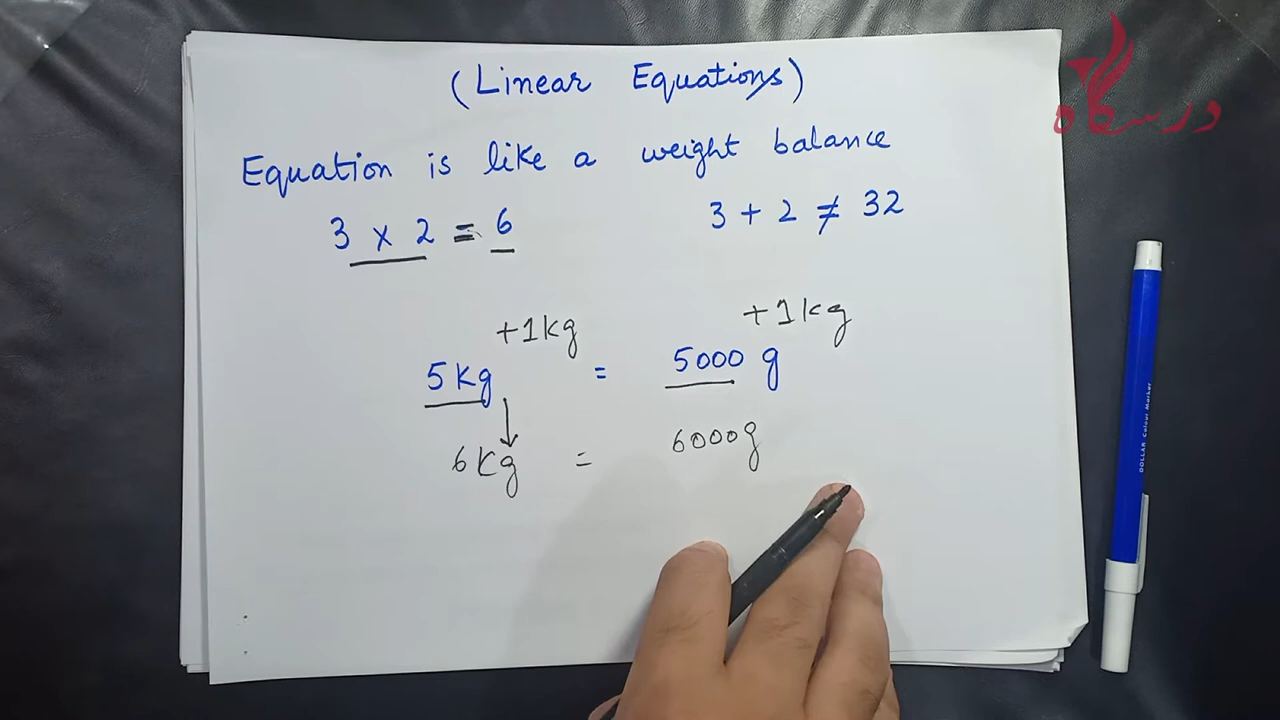 (Linear Equations)
درسگاه
Equation is like a weight balance
3 x 2 = 6
3 + 2 ≠ 32
+1kg
+1kg
5Kg = 5000 g
6Kg = 6000g
DOLLAR Colour Marker